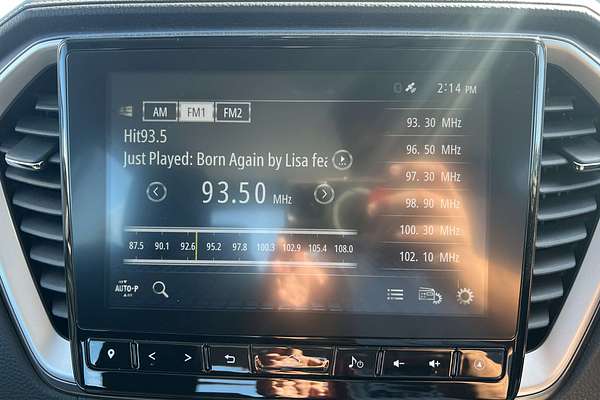 2:14 PM
AM FM1 FM2
Hit93.5
Just Played: Born Again by Lisa fea
93.50 MHz
87.5 90.1 92.6 95.2 97.8 100.3 102.9 105.4 108.0
93. 30 MHz
96. 50 MHz
97. 30 MHz
98. 90 MHz
100. 30 MHz
102. 10 MHz
AUTO-P